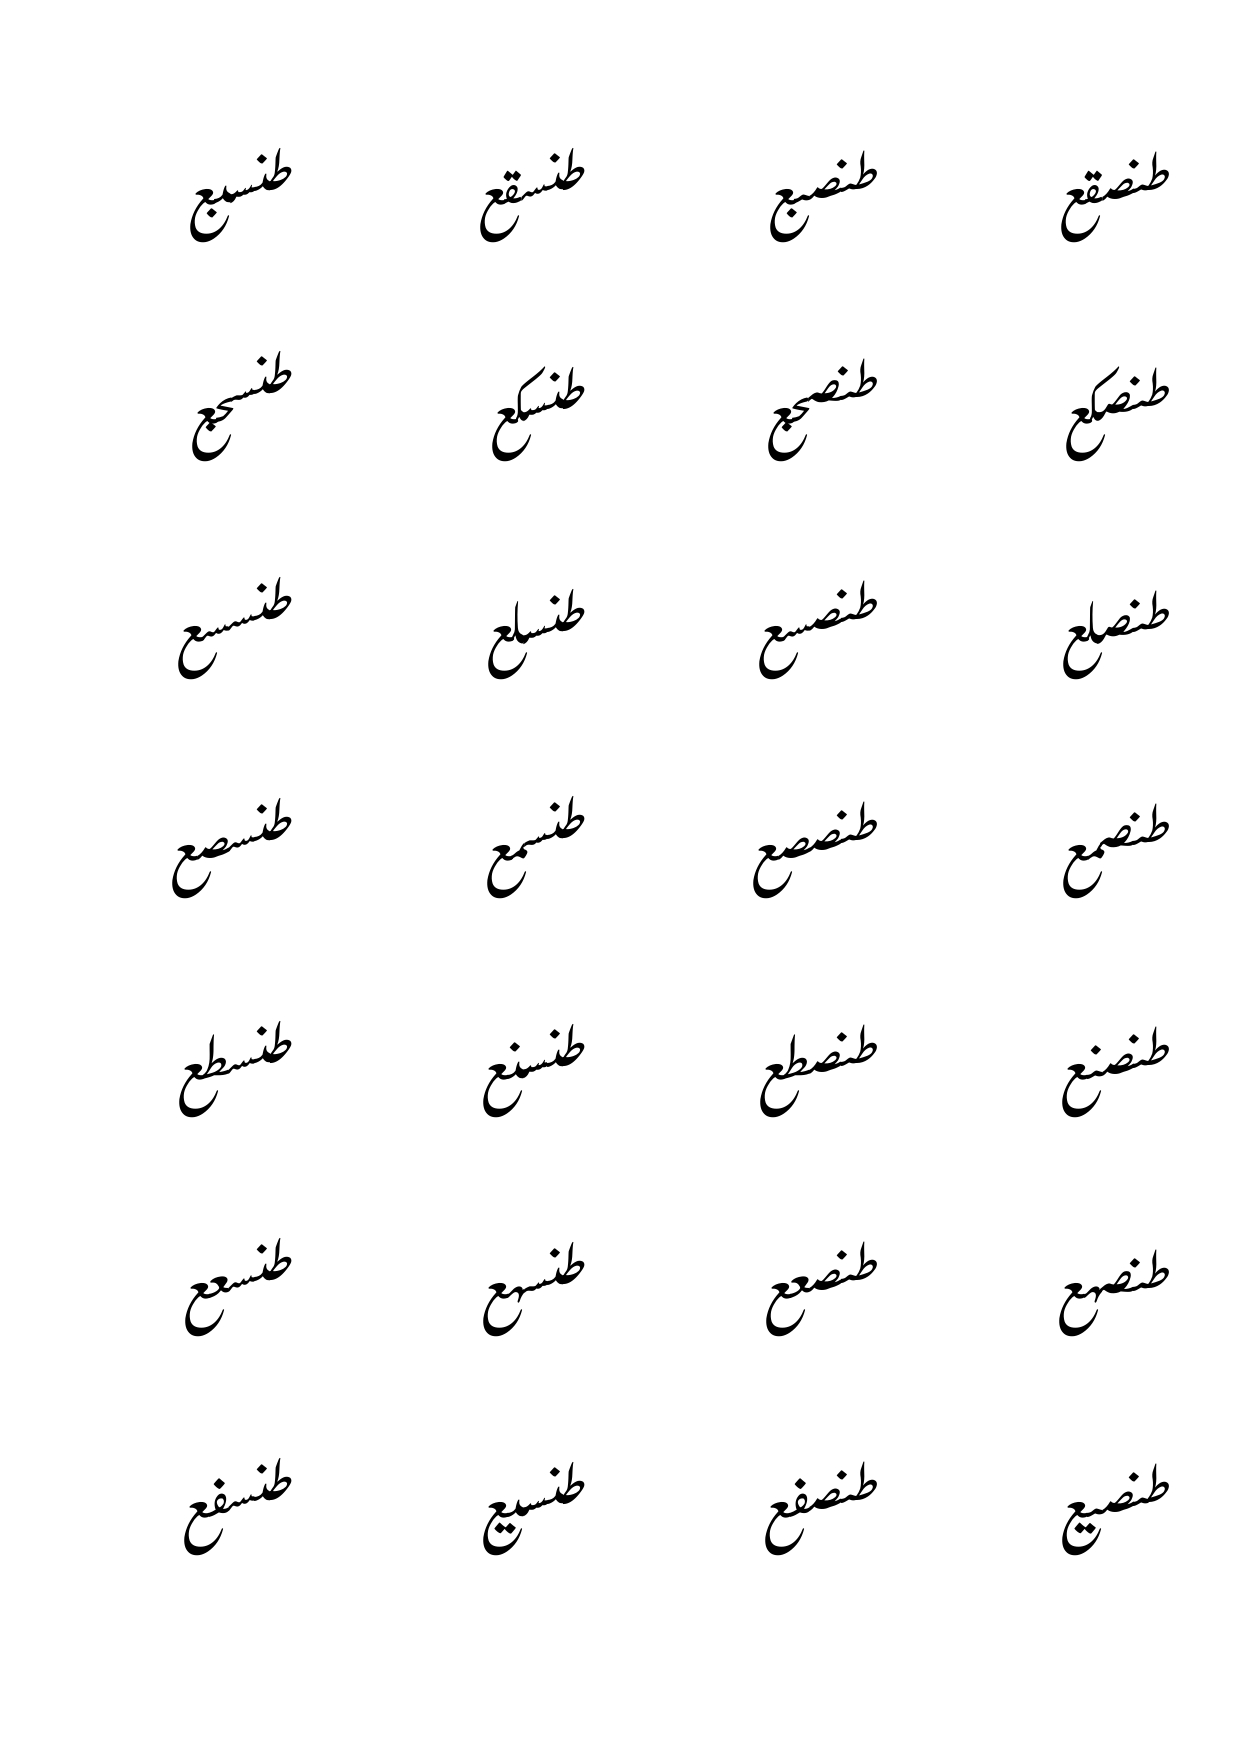 طنصقع طنصبع طنسقع طنسبع
طنصكع طنصجع طنسكع طنسجع
طنصلع طنصسع طنسلع طنسسع
طنصمع طنصصع طنسمع طنسصع
طنصنع طنصطع طنسنع طنسطع
طنصهع طنصعع طنسهع طنسعع
طنصيع طنصفع طنسيع طنسفع